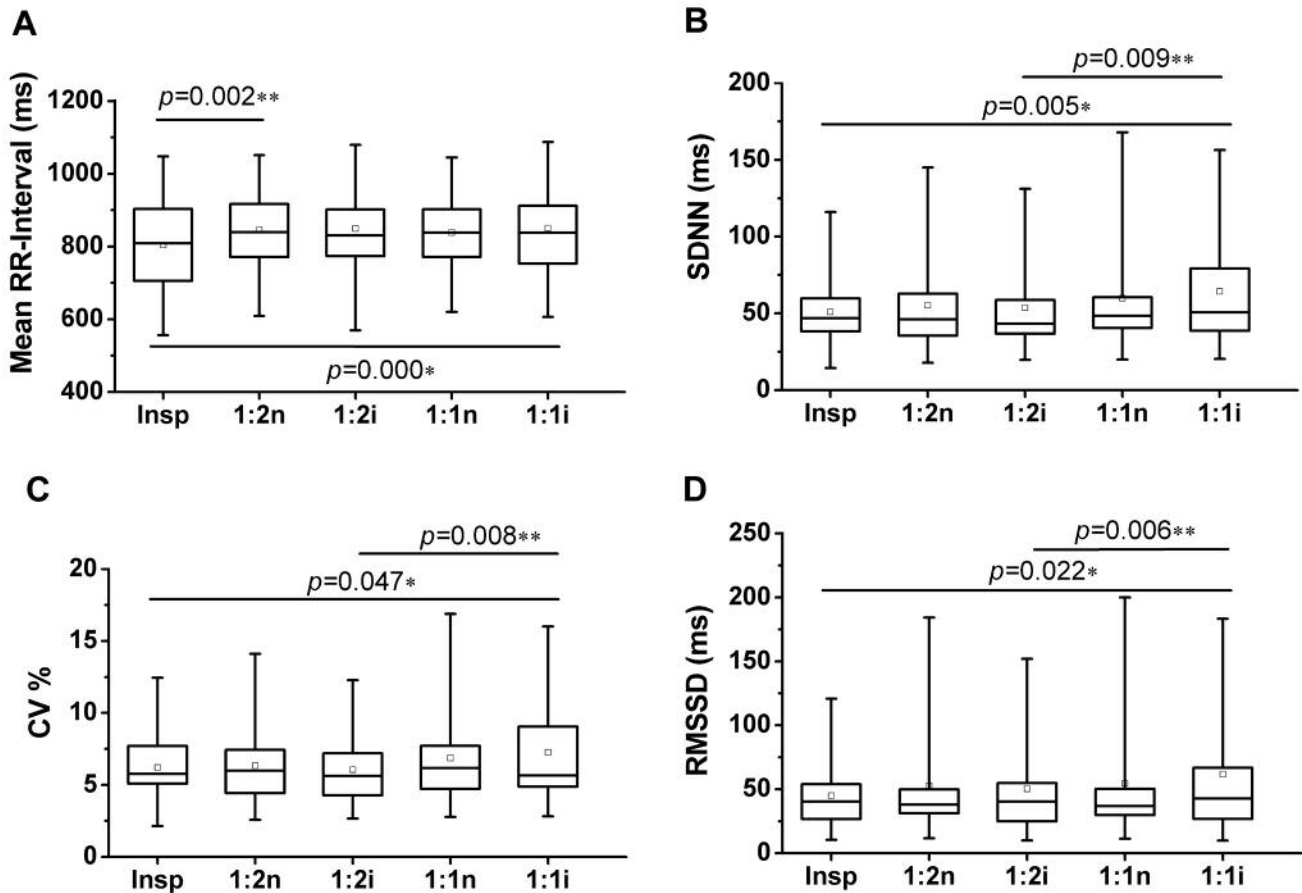 A
Mean RR-Interval (ms)
1200
1000
800
600
400
p=0.002**
p=0.000*
Insp 1:2n 1:2i 1:1n 1:1i
B
SDNN (ms)
200
150
100
50
0
p=0.009**
p=0.005*
Insp 1:2n 1:2i 1:1n 1:1i
C
CV %
20
15
10
5
0
p=0.008**
p=0.047*
Insp 1:2n 1:2i 1:1n 1:1i
D
RMSSD (ms)
250
200
150
100
50
0
p=0.006**
p=0.022*
Insp 1:2n 1:2i 1:1n 1:1i